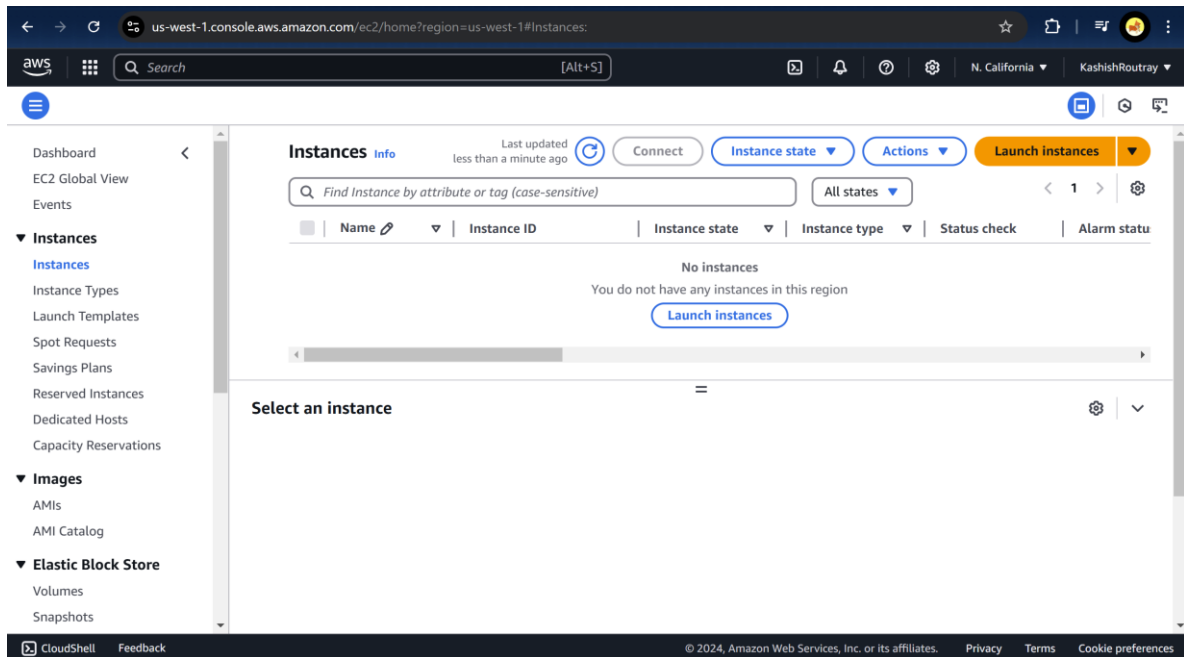 us-west-1.console.aws.amazon.com/ec2/home?region=us-west-1#Instances:
aws
Search
[Alt+S]
N. California
KashishRoutray
Dashboard
EC2 Global View
Events
Instances
Instances
Instance Types
Launch Templates
Spot Requests
Savings Plans
Reserved Instances
Dedicated Hosts
Capacity Reservations
Images
AMIs
AMI Catalog
Elastic Block Store
Volumes
Snapshots
Instances Info
Last updated
less than a minute ago
Connect
Instance state
Actions
Launch instances
Find Instance by attribute or tag (case-sensitive)
All states
1
Name
Instance ID
Instance state
Instance type
Status check
Alarm statu
No instances
You do not have any instances in this region
Launch instances
Select an instance
CloudShell
Feedback
© 2024, Amazon Web Services, Inc. or its affiliates.
Privacy
Terms
Cookie preferences